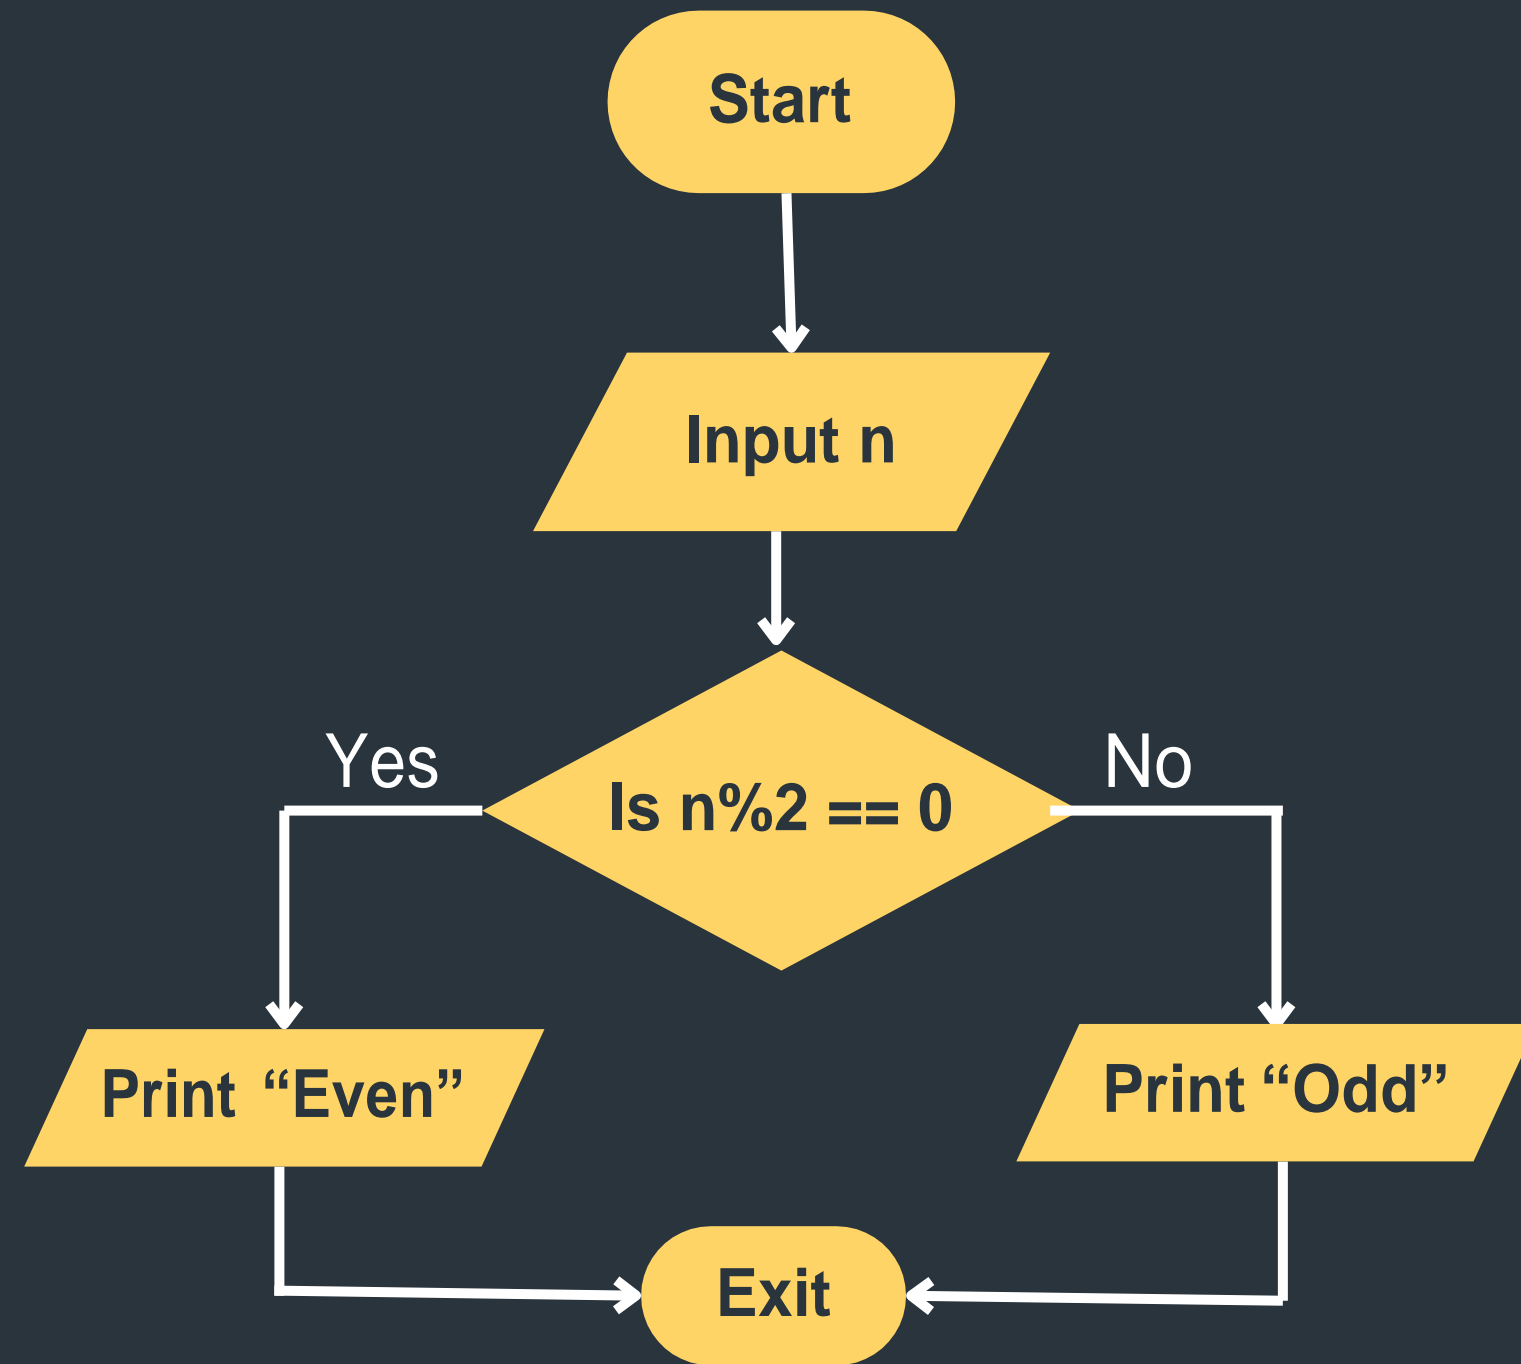 Start
Input n
Yes
No
Is n%2 == 0
Print “Even”
Print “Odd”
Exit